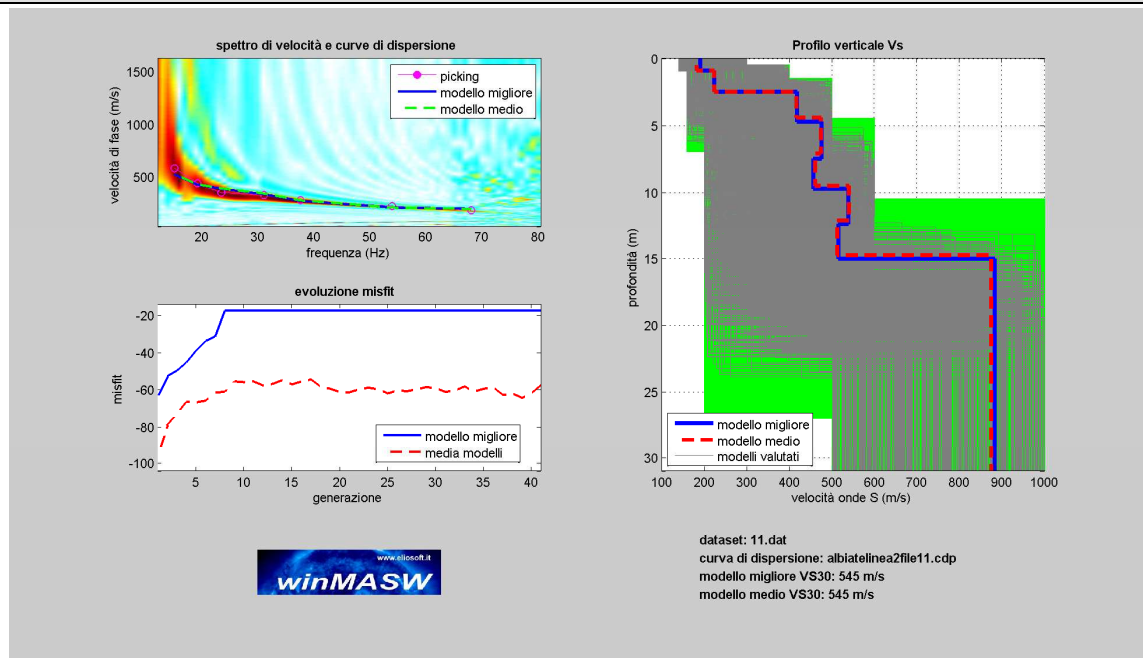 spettro di velocità e curve di dispersione
velocità di fase (m/s)
1500
1000
500
picking
modello migliore
modello medio
20 30 40 50 60 70 80
frequenza (Hz)
evoluzione misfit
misfit
-20
-40
-60
-80
-100
modello migliore
media modelli
5 10 15 20 25 30 35 40
generazione
www.eliosoft.it
winMASW
Profilo verticale Vs
profondità (m)
0
5
10
15
20
25
30
modello migliore
modello medio
modelli valutati
100 200 300 400 500 600 700 800 900 1000
velocità onde S (m/s)
dataset: 11.dat
curva di dispersione: albiatelinea2file11.cdp
modello migliore VS30: 545 m/s
modello medio VS30: 545 m/s